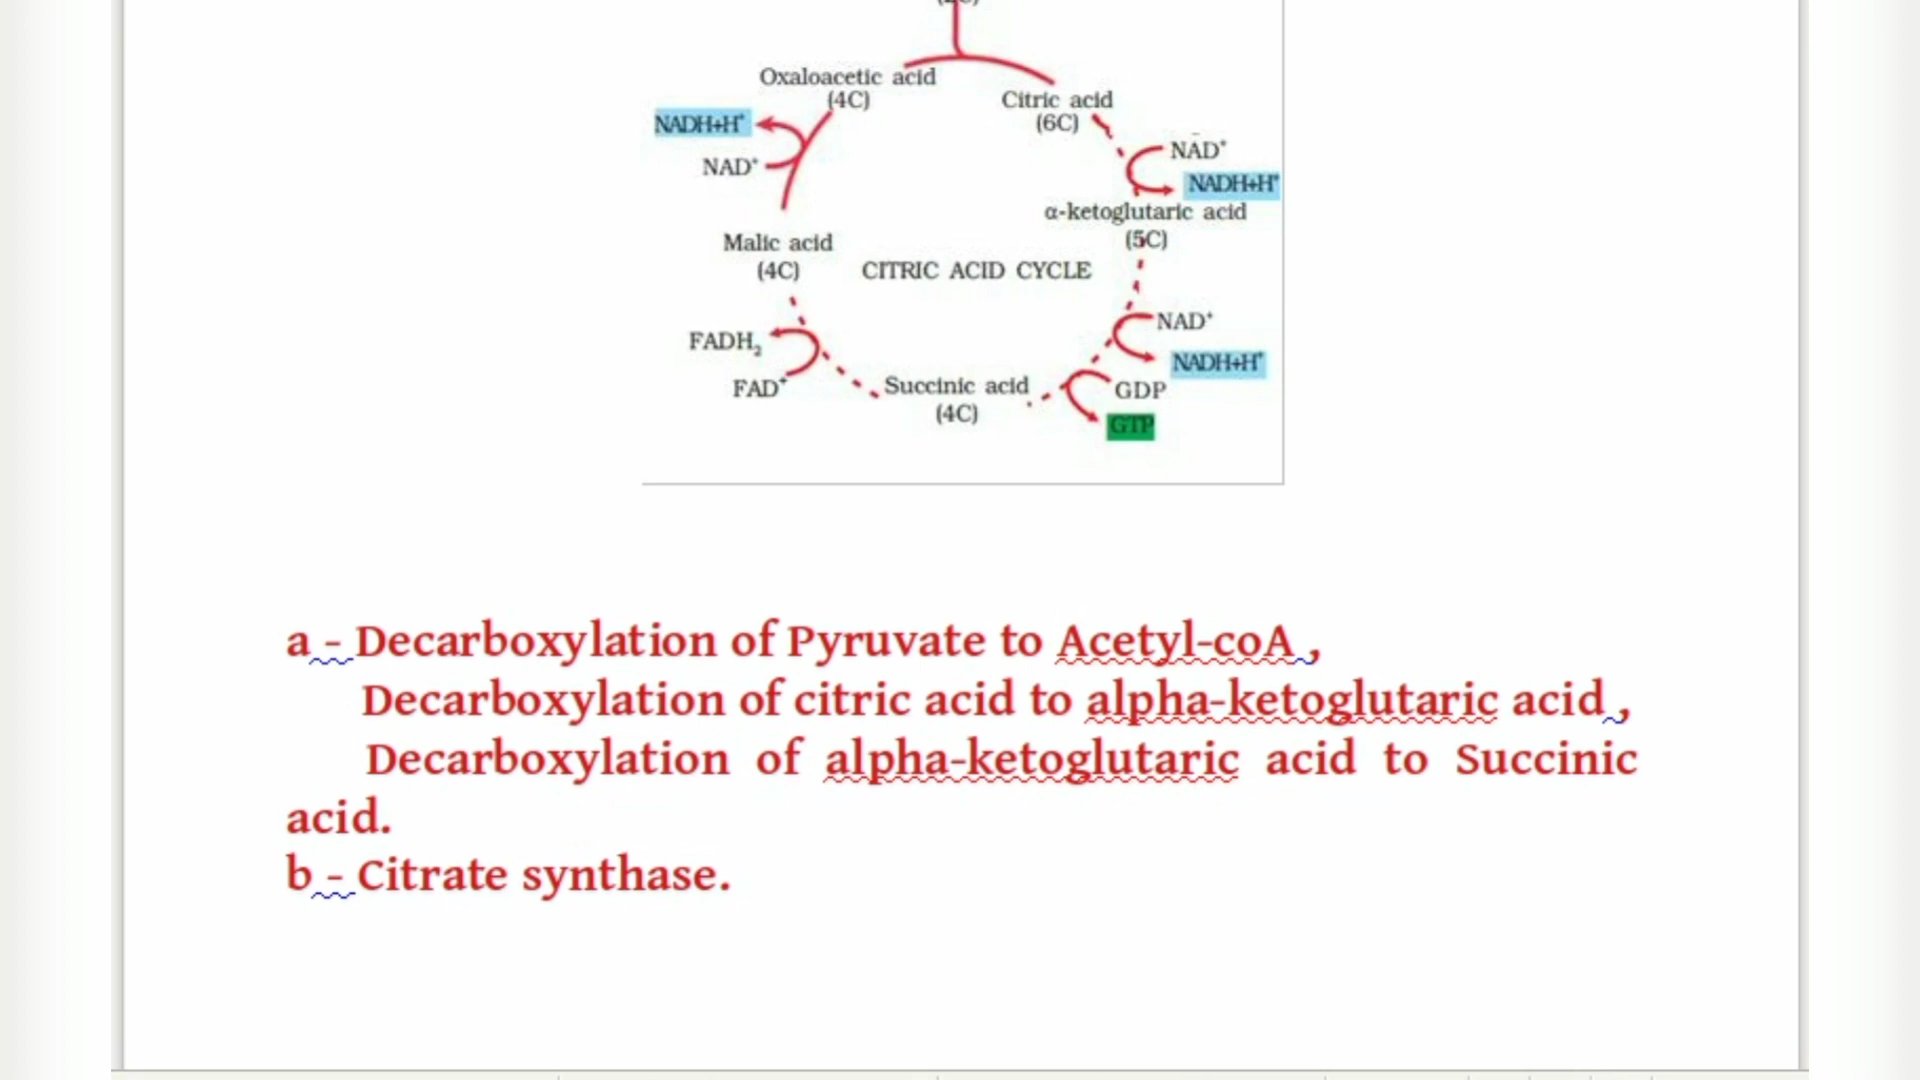 Oxaloacetic acid
(4C)
Citric acid
(6C)
NADH+H⁺
NAD⁺
NAD⁺
NADH+H⁺
α-ketoglutaric acid
(5C)
Malic acid
(4C)
CITRIC ACID CYCLE
NAD⁺
NADH+H⁺
FADH₂
FAD⁺
Succinic acid
(4C)
GDP
GTP
a - Decarboxylation of Pyruvate to Acetyl-coA ,
Decarboxylation of citric acid to alpha-ketoglutaric acid ,
Decarboxylation of alpha-ketoglutaric acid to Succinic
acid.
b - Citrate synthase.